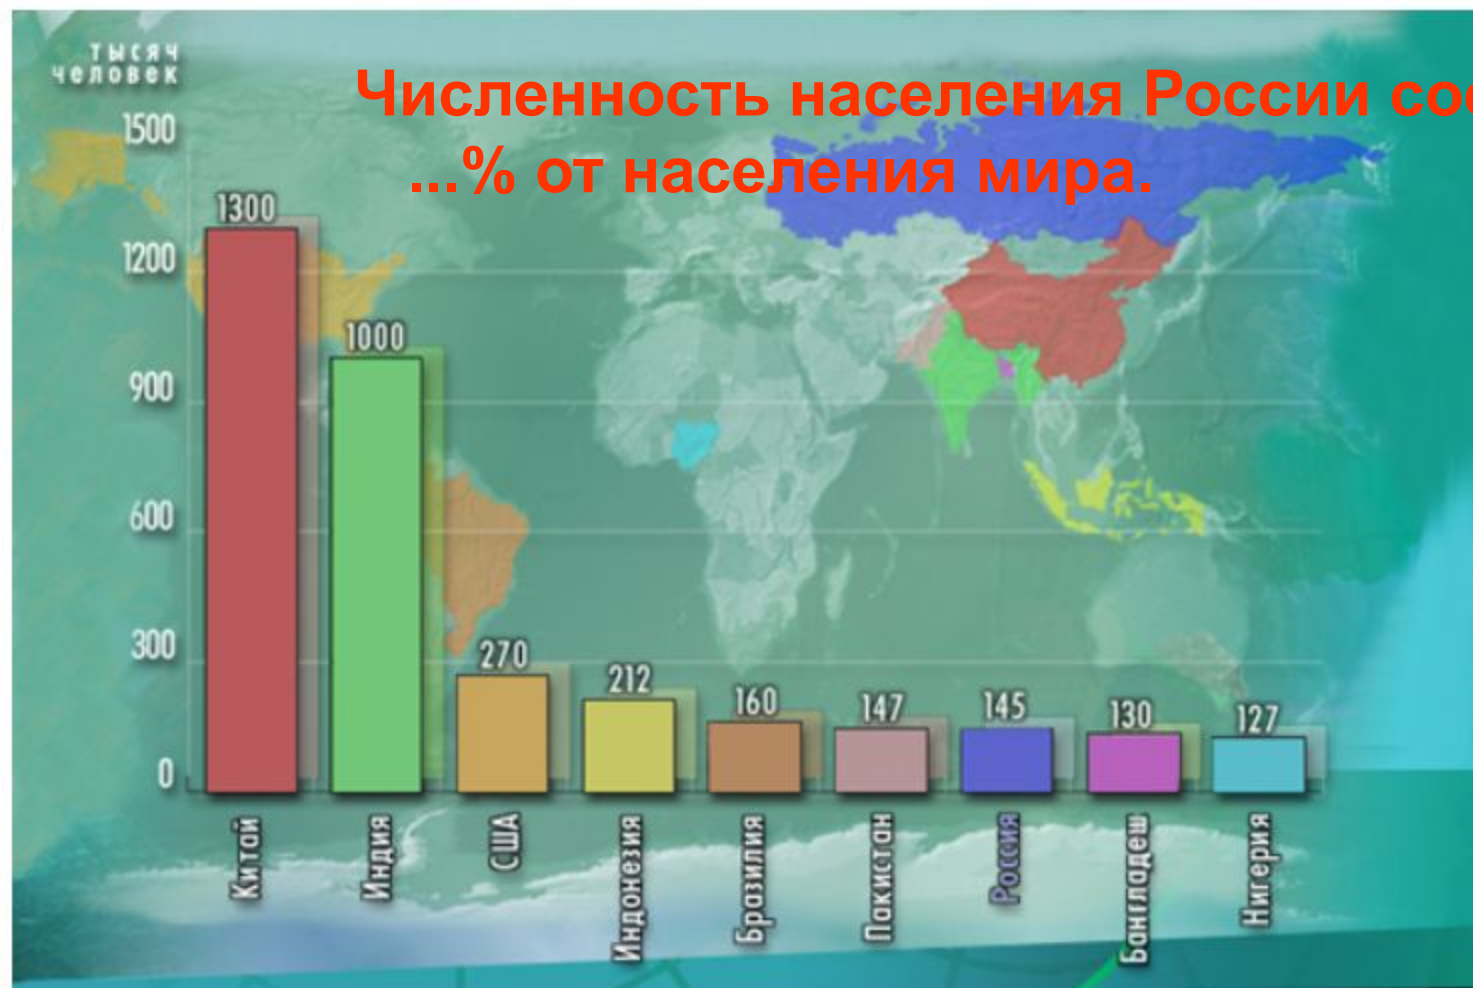 тысяч
человек
Численность населения России сос
...% от населения мира.
1500
1200
900
600
300
0
1300
1000
270
212
160
147
145
130
127
Китай
Индия
США
Индонезия
Бразилия
Пакистан
Россия
Бангладеш
Нигерия